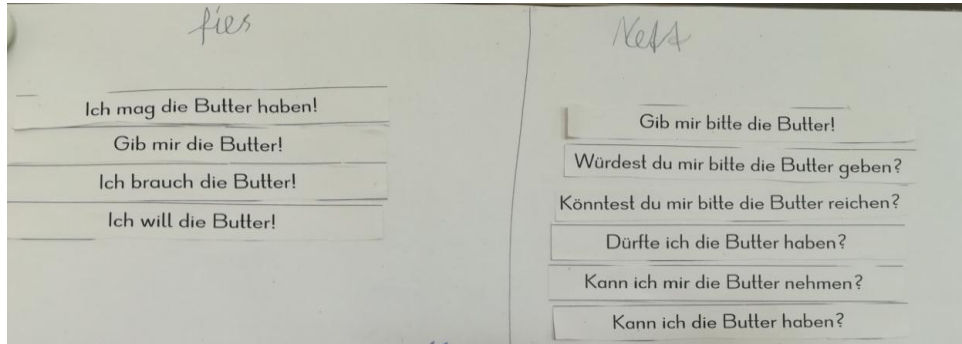 fies
Ich mag die Butter haben!
Gib mir die Butter!
Ich brauch die Butter!
Ich will die Butter!
Nett
Gib mir bitte die Butter!
Würdest du mir bitte die Butter geben?
Könntest du mir bitte die Butter reichen?
Dürfte ich die Butter haben?
Kann ich mir die Butter nehmen?
Kann ich die Butter haben?